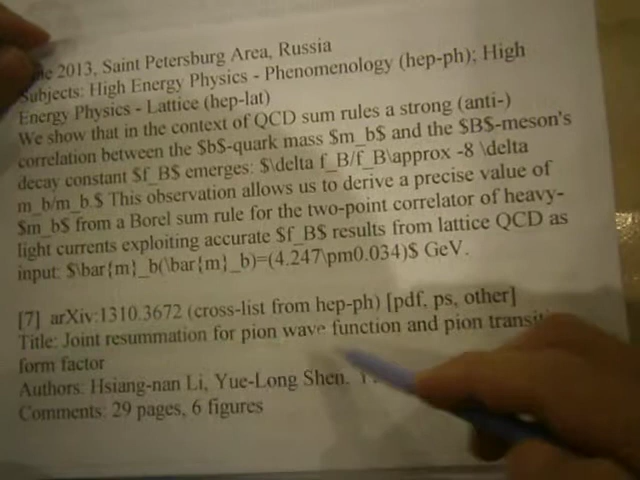 2013, Saint Petersburg Area, Russia
Subjects: High Energy Physics - Phenomenology (hep-ph); High
Energy Physics - Lattice (hep-lat)
We show that in the context of QCD sum rules a strong (anti-)
correlation between the $b$-quark mass $m_b$ and the $B$-meson's
decay constant $f_B$ emerges: $\delta f_B/f_B\approx -8 \delta
m_b/m_b.$ This observation allows us to derive a precise value of
$m_b$ from a Borel sum rule for the two-point correlator of heavy-
light currents exploiting accurate $f_B$ results from lattice QCD as
input: $\bar{m}_b(\bar{m}_b)=(4.247\pm0.034)$ GeV.
[7] arXiv:1310.3672 (cross-list from hep-ph) [pdf, ps, other]
Title: Joint resummation for pion wave function and pion
form factor
Authors: Hsiang-nan Li, Yue-Long Shen,
Comments: 29 pages, 6 figures